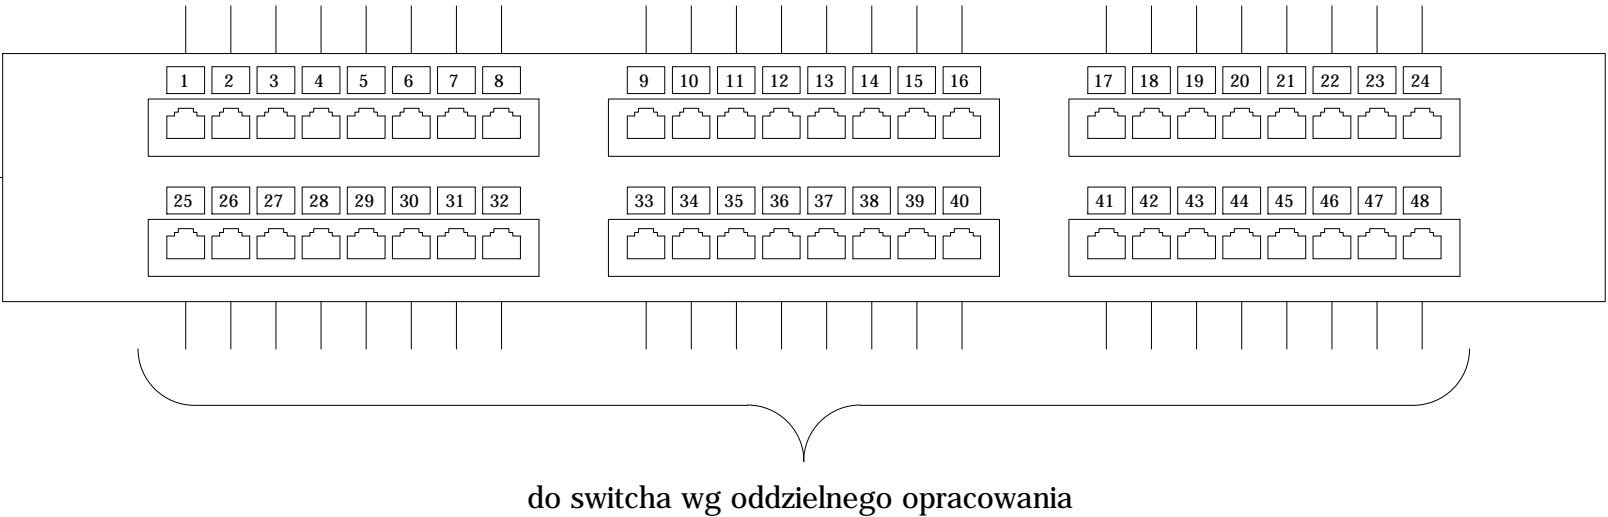 1 2 3 4 5 6 7 8 9 10 11 12 13 14 15 16 17 18 19 20 21 22 23 24
25 26 27 28 29 30 31 32 33 34 35 36 37 38 39 40 41 42 43 44 45 46 47 48
do switcha wg oddzielnego opracowania